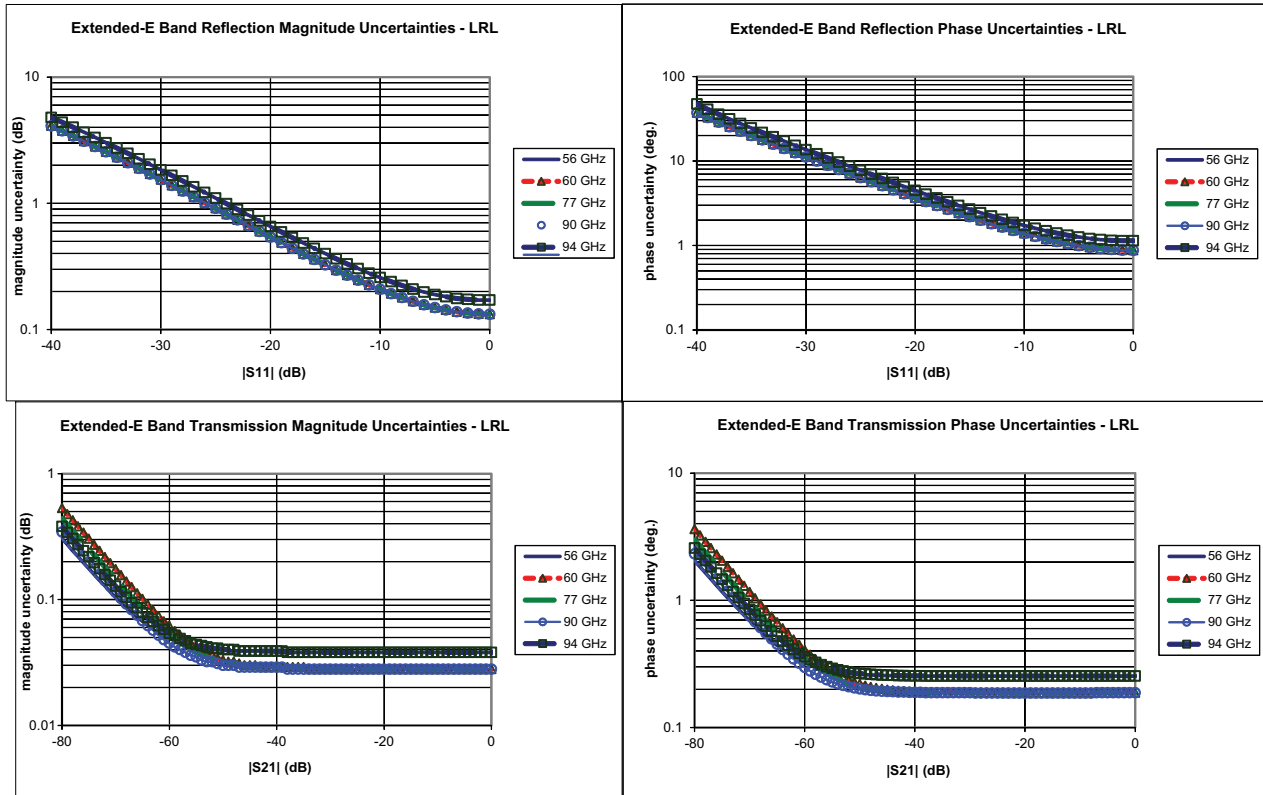 Extended-E Band Reflection Magnitude Uncertainties - LRL
magnitude uncertainty (dB)
10
1
0.1
-40
-30
-20
-10
0
|S11| (dB)
56 GHz
60 GHz
77 GHz
90 GHz
94 GHz
Extended-E Band Reflection Phase Uncertainties - LRL
phase uncertainty (deg.)
100
10
1
0.1
-40
-30
-20
-10
0
|S11| (dB)
56 GHz
60 GHz
77 GHz
90 GHz
94 GHz
Extended-E Band Transmission Magnitude Uncertainties - LRL
magnitude uncertainty (dB)
1
0.1
0.01
-80
-60
-40
-20
0
|S21| (dB)
56 GHz
60 GHz
77 GHz
90 GHz
94 GHz
Extended-E Band Transmission Phase Uncertainties - LRL
phase uncertainty (deg.)
10
1
0.1
-80
-60
-40
-20
0
|S21| (dB)
56 GHz
60 GHz
77 GHz
90 GHz
94 GHz